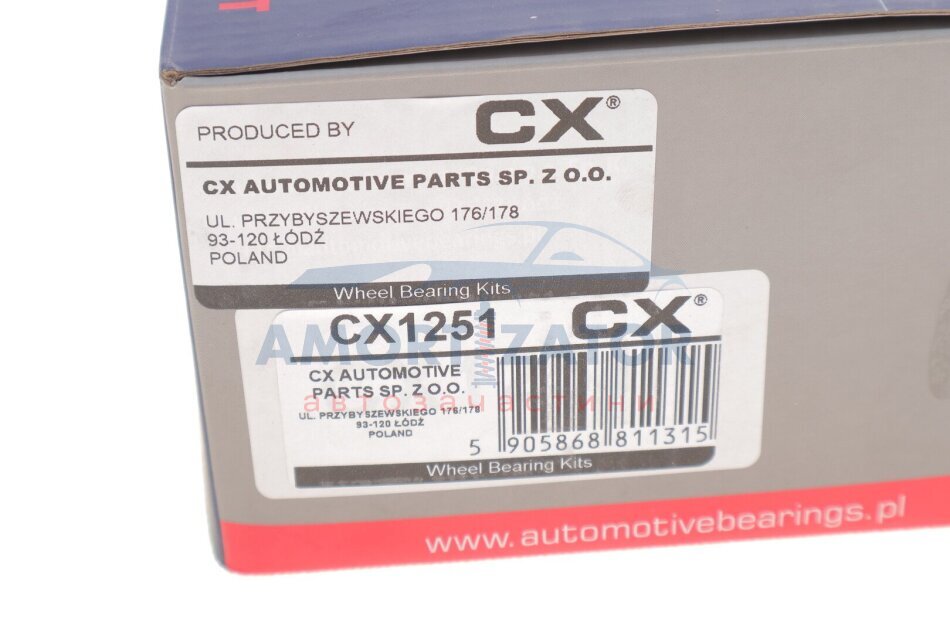 T
PRODUCED BY CX®
CX AUTOMOTIVE PARTS SP. Z O.O.
UL. PRZYBYSZEWSKIEGO 176/178
93-120 ŁÓDŹ
POLAND
Wheel Bearing Kits
CX1251 CX®
AMORTIZATOR
автозапчастини
CX AUTOMOTIVE
PARTS SP. Z O.O.
UL. PRZYBYSZEWSKIEGO 176/178
93-120 ŁÓDŹ
POLAND
5 905868 811315
Wheel Bearing Kits
www.automotivebearings.pl